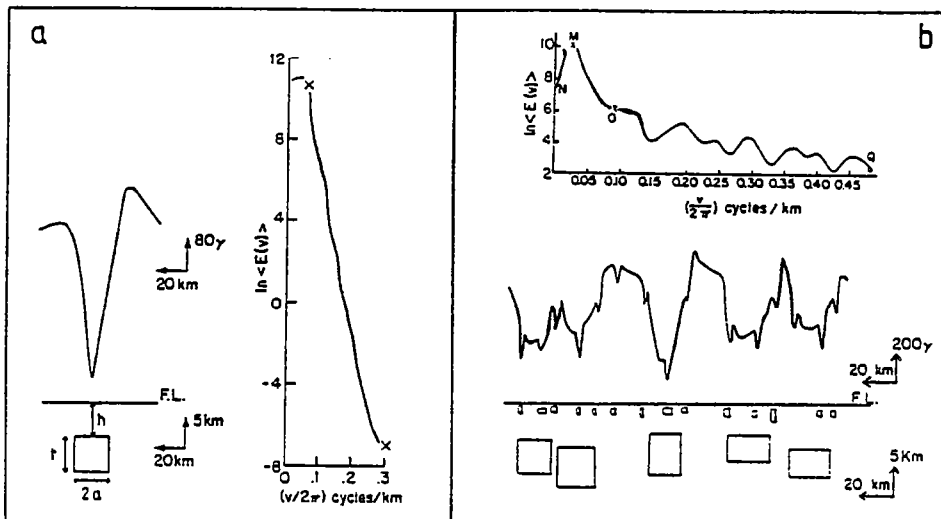 a
12
8
4
0
-4
-8
ln<E(v)>
0
.1
.2
.3
(v/2π) cycles/km
80γ
20km
F.L.
h
5km
t
20km
2a
b
10
8
6
4
2
ln<E(v)>
M
N
O
Q
0.05
0.10
0.15
0.20
0.25
0.30
0.35
0.40
0.45
(v/2π) cycles/km
200γ
20 km
F.L.
5Km
20 km